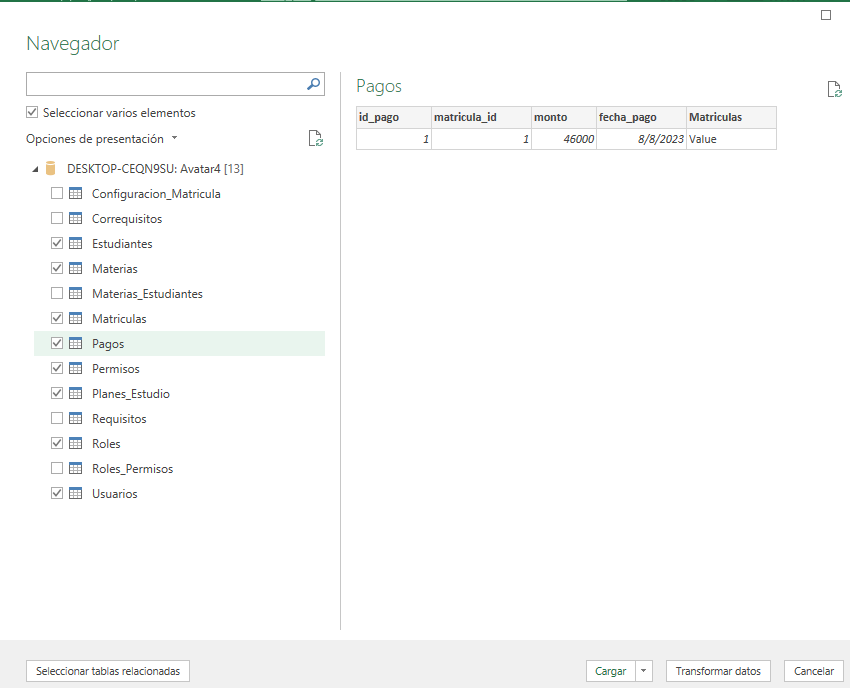 Navegador
Seleccionar varios elementos
Opciones de presentación
DESKTOP-CEQN9SU: Avatar4 [13]
Configuracion_Matricula
Correquisitos
Estudiantes
Materias
Materias_Estudiantes
Matriculas
Pagos
Permisos
Planes_Estudio
Requisitos
Roles
Roles_Permisos
Usuarios
Pagos
id_pago matricula_id monto fecha_pago Matriculas
1 1 46000 8/8/2023 Value
Seleccionar tablas relacionadas
Cargar Transformar datos Cancelar